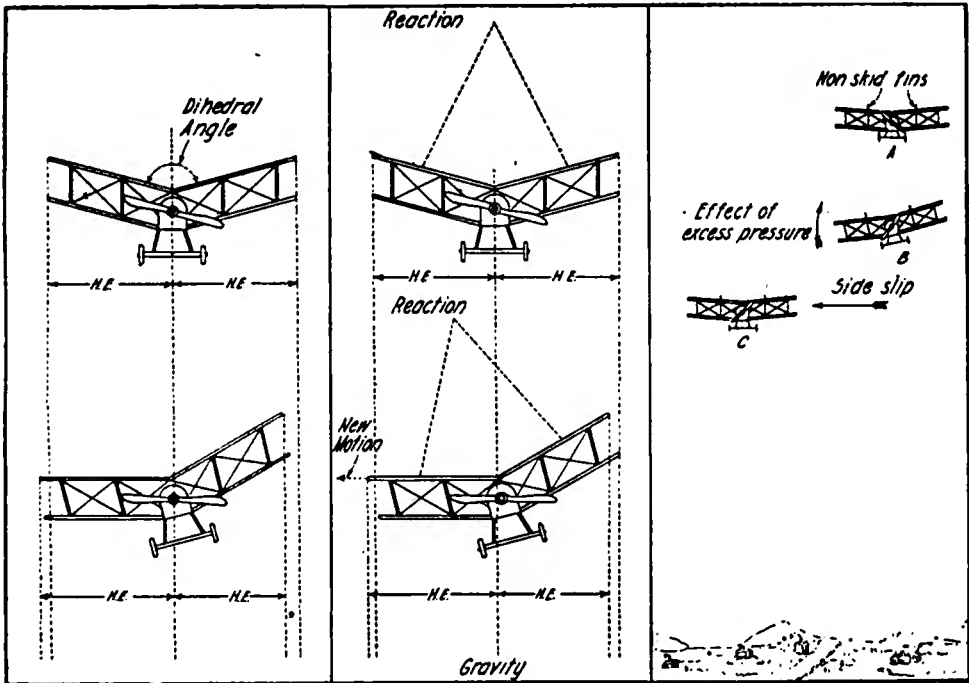 Dihedral
Angle
H.E. H.E
H.E. H.E.
Reaction
H.E H.E.
Reaction
New
Motion
H.E. H.E.
Gravity
Non skid fins
A
Effect of
excess pressure
B
Side slip
C